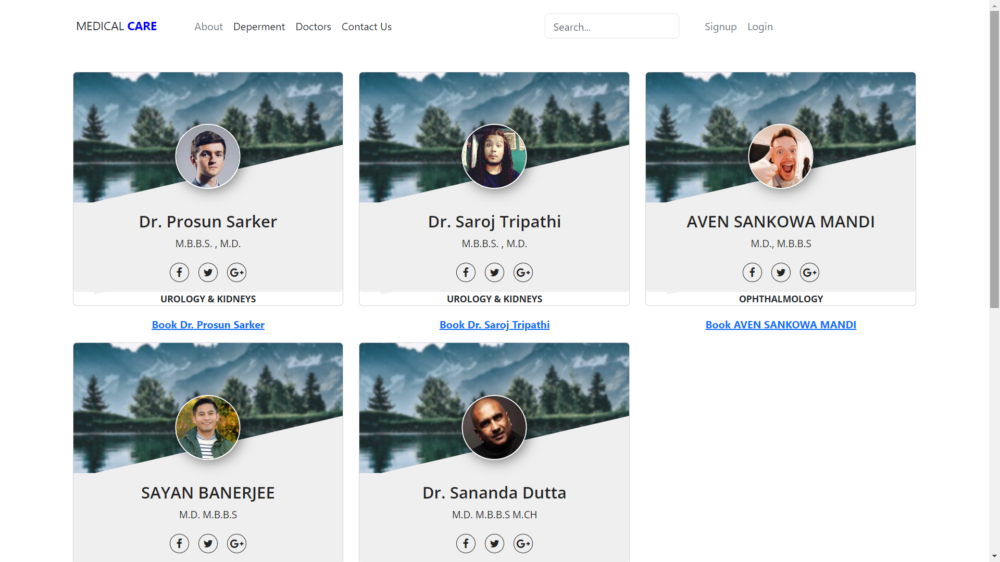 MEDICAL CARE About Deperment Doctors Contact Us Search... Signup Login
Dr. Prosun Sarker
M.B.B.S. , M.D.
G+
UROLOGY & KIDNEYS
Book Dr. Prosun Sarker
Dr. Saroj Tripathi
M.B.B.S. , M.D.
G+
UROLOGY & KIDNEYS
Book Dr. Saroj Tripathi
AVEN SANKOWA MANDI
M.D., M.B.B.S
G+
OPHTHALMOLOGY
Book AVEN SANKOWA MANDI
SAYAN BANERJEE
M.D. M.B.B.S
G+
Dr. Sananda Dutta
M.D. M.B.B.S M.CH
G+